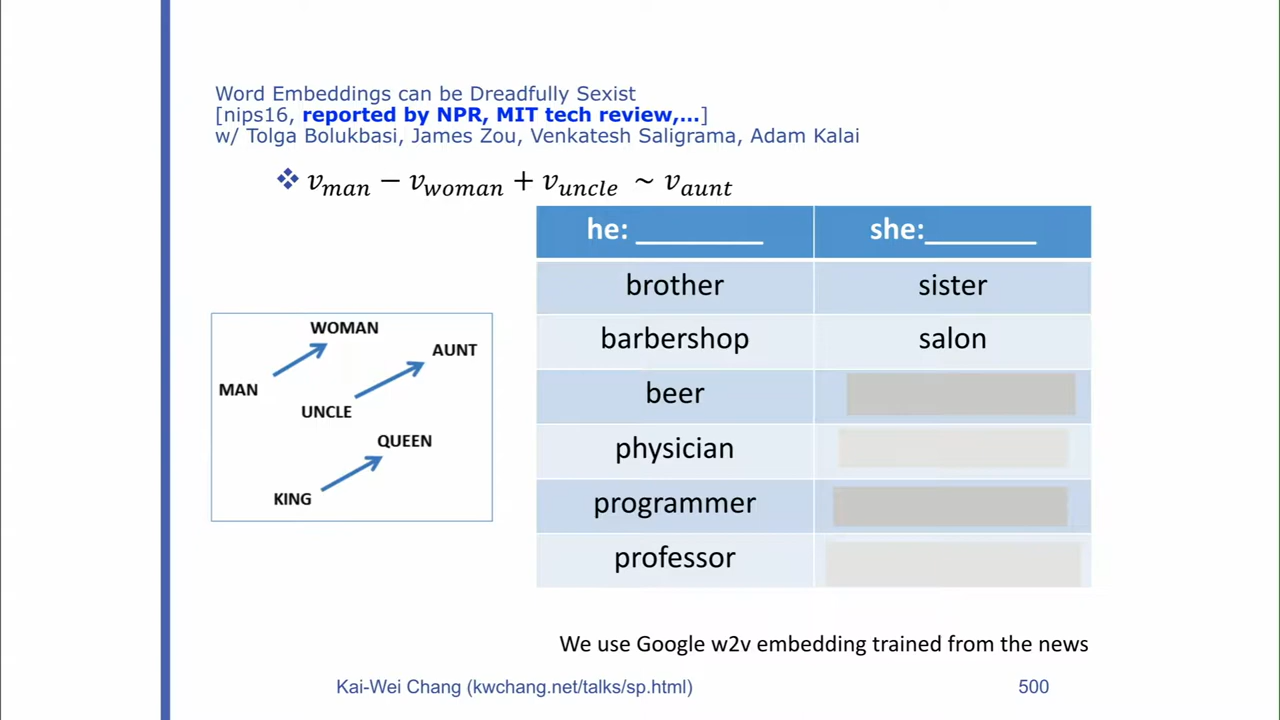 Word Embeddings can be Dreadfully Sexist
[nips16, reported by NPR, MIT tech review,...]
w/ Tolga Bolukbasi, James Zou, Venkatesh Saligrama, Adam Kalai
❖ v_man − v_woman + v_uncle ~ v_aunt
he: ________ she:_______
brother sister
barbershop salon
beer
physician
programmer
professor
WOMAN
AUNT
MAN
UNCLE
QUEEN
KING
We use Google w2v embedding trained from the news
Kai-Wei Chang (kwchang.net/talks/sp.html) 500